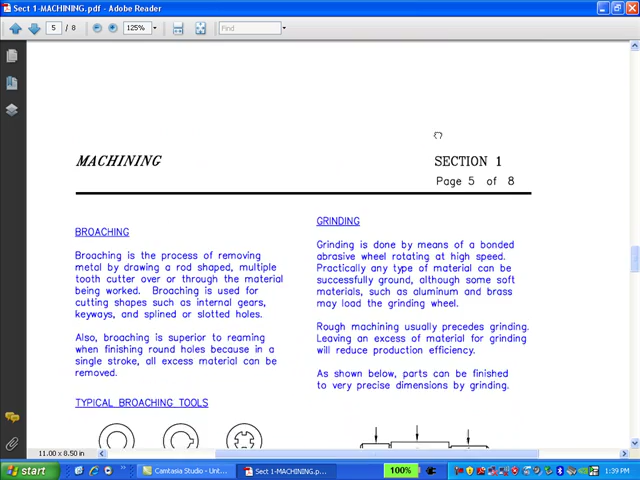 Sect 1-MACHINING.pdf - Adobe Reader
5 / 8 125% Find
MACHINING
SECTION 1
Page 5 of 8
BROACHING
Broaching is the process of removing
metal by drawing a rod shaped, multiple
tooth cutter over or through the material
being worked. Broaching is used for
cutting shapes such as internal gears,
keyways, and splined or slotted holes.
Also, broaching is superior to reaming
when finishing round holes because in a
single stroke, all excess material can be
removed.
TYPICAL BROACHING TOOLS
GRINDING
Grinding is done by means of a bonded
abrasive wheel rotating at high speed.
Practically any type of material can be
successfully ground, although some soft
materials, such as aluminum and brass
may load the grinding wheel.
Rough machining usually precedes grinding.
Leaving an excess of material for grinding
will reduce production efficiency.
As shown below, parts can be finished
to very precise dimensions by grinding.
11.00 x 8.50 in
start Camtasia Studio - Unt... Sect 1-MACHINING.p... 100% 1:39 PM